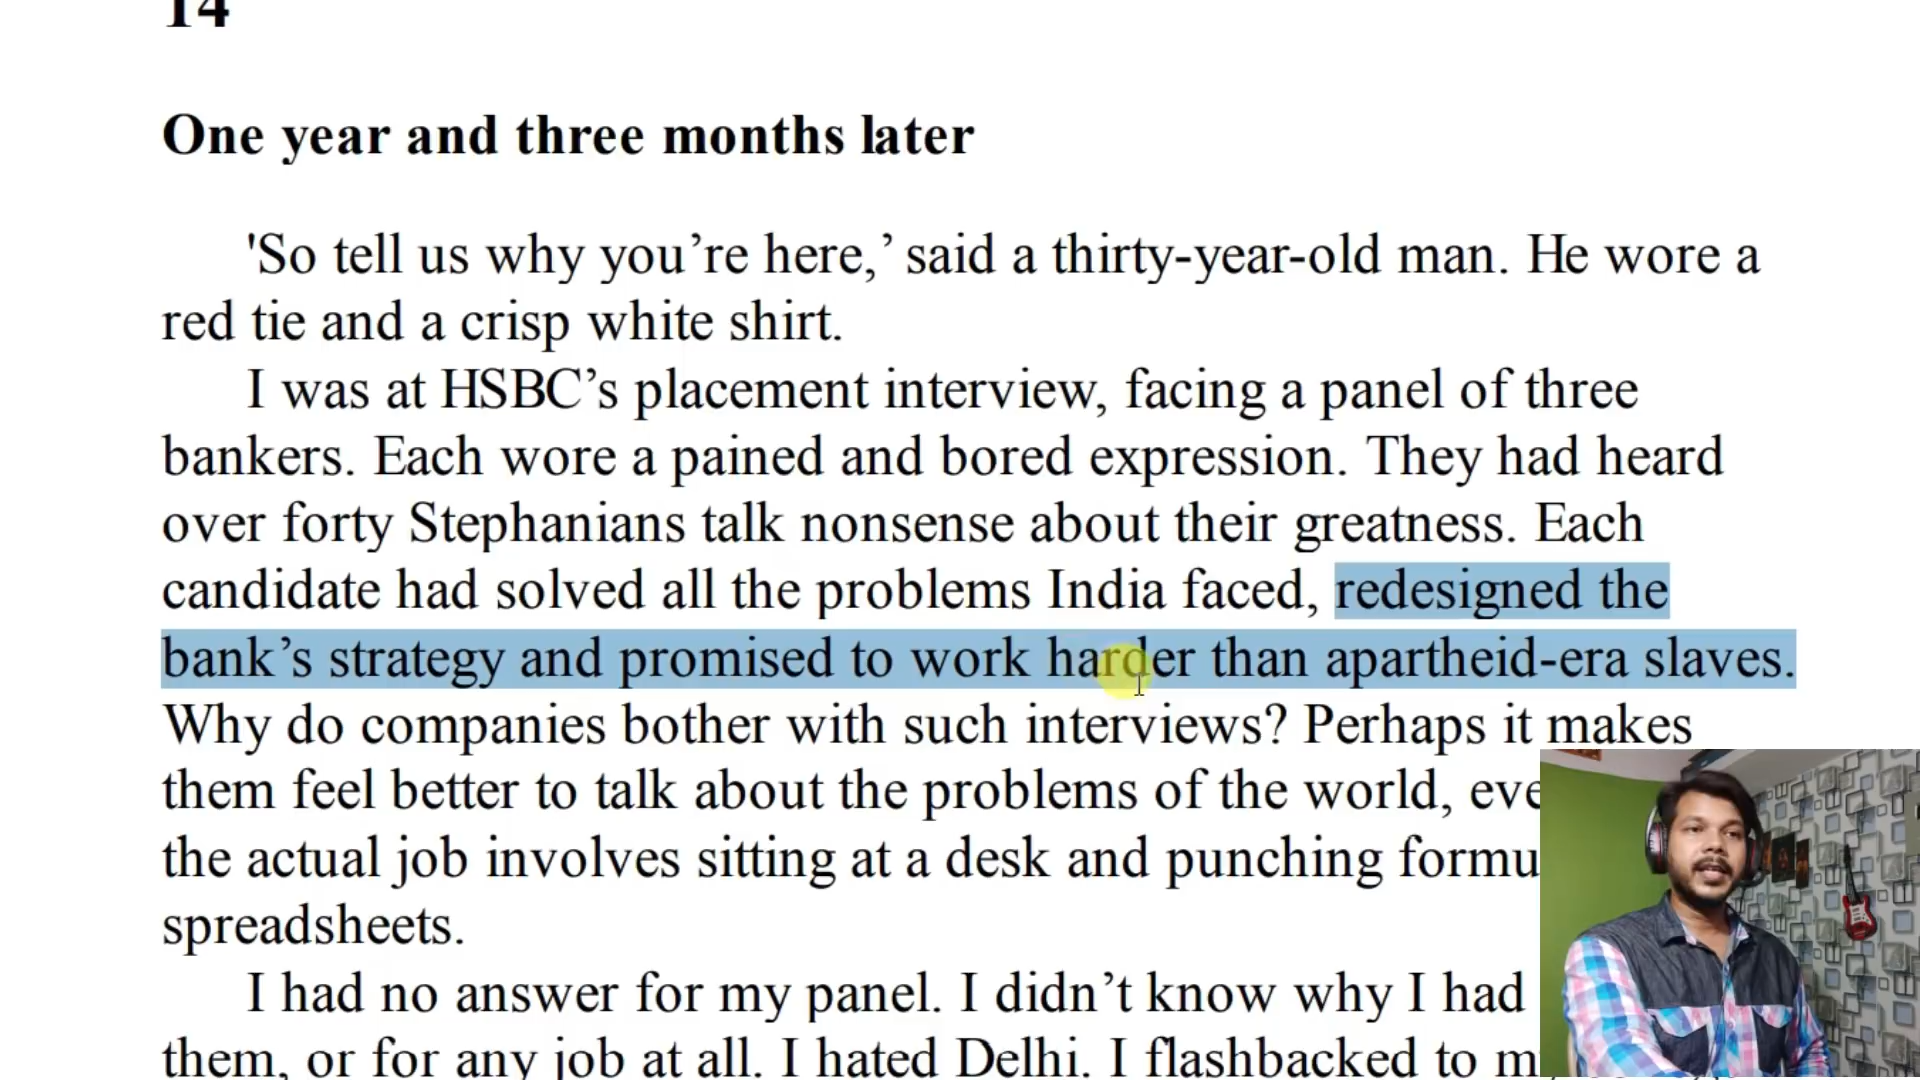 14
One year and three months later
'So tell us why you’re here,’ said a thirty-year-old man. He wore a
red tie and a crisp white shirt.
I was at HSBC’s placement interview, facing a panel of three
bankers. Each wore a pained and bored expression. They had heard
over forty Stephanians talk nonsense about their greatness. Each
candidate had solved all the problems India faced, redesigned the
bank’s strategy and promised to work harder than apartheid-era slaves.
Why do companies bother with such interviews? Perhaps it makes
them feel better to talk about the problems of the world,
the actual job involves sitting at a desk and punching
spreadsheets.
I had no answer for my panel. I didn’t know why I had
them, or for any job at all. I hated Delhi. I flashbacked to